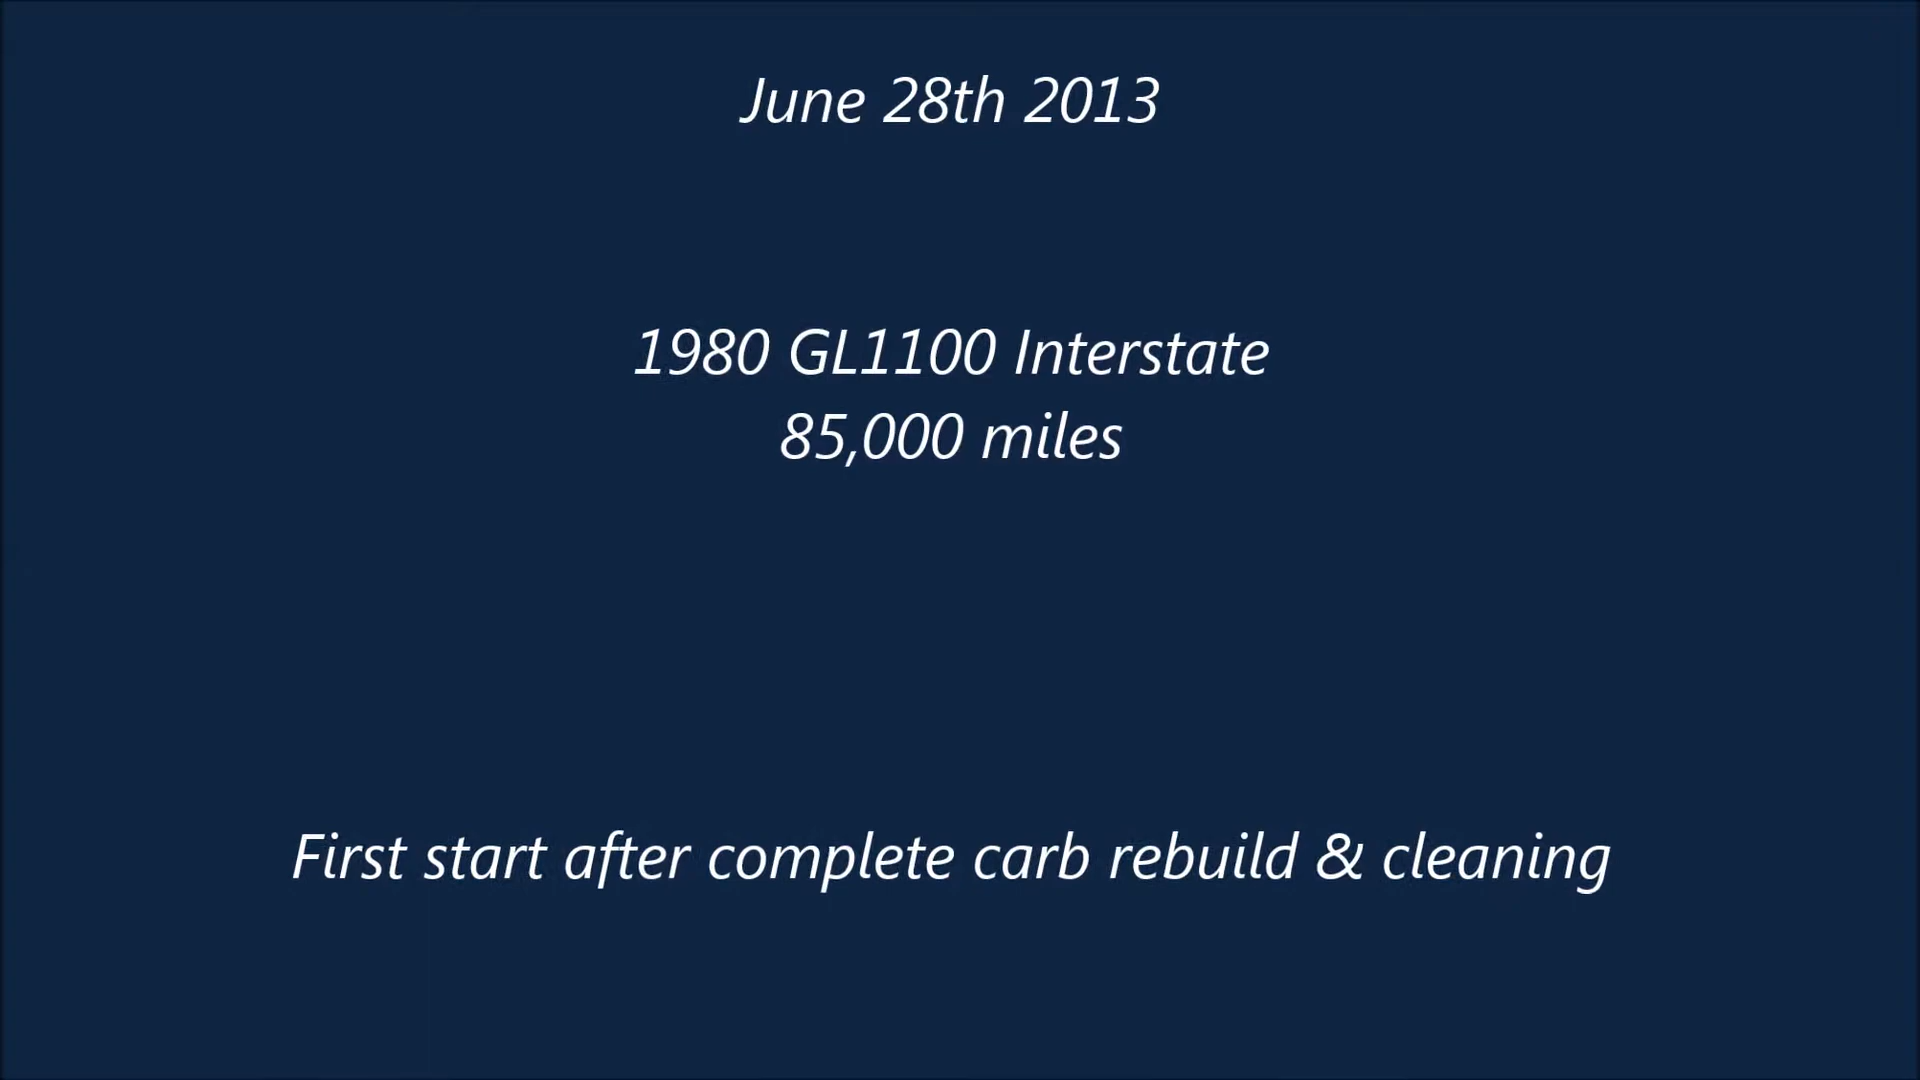 June 28th 2013
1980 GL1100 Interstate
85,000 miles
First start after complete carb rebuild & cleaning